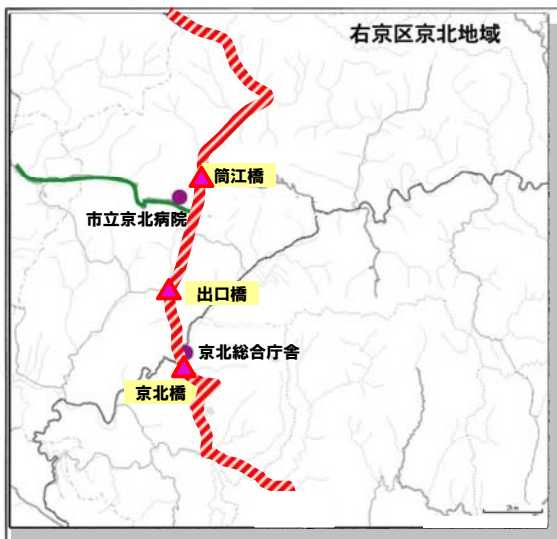 右京区京北地域
筒江橋
市立京北病院
出口橋
京北総合庁舎
京北橋